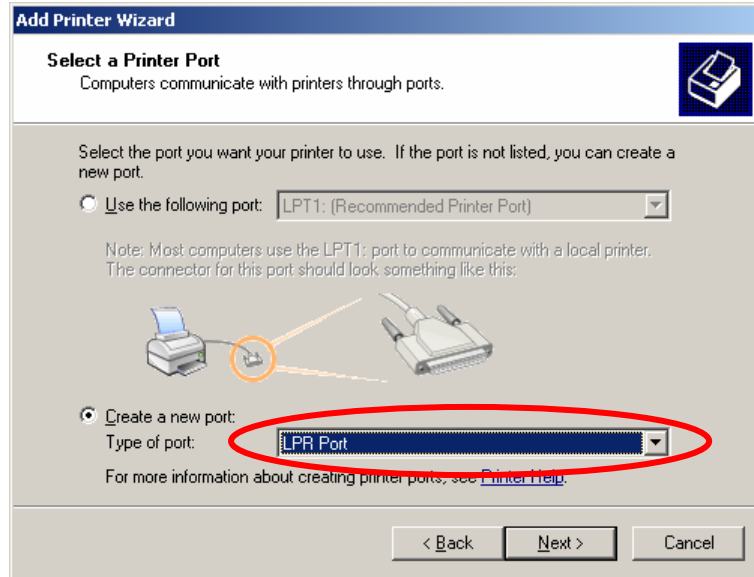 Add Printer Wizard
Select a Printer Port
Computers communicate with printers through ports.
Select the port you want your printer to use. If the port is not listed, you can create a
new port.
Use the following port: LPT1: (Recommended Printer Port)
Note: Most computers use the LPT1: port to communicate with a local printer.
The connector for this port should look something like this:
Create a new port:
Type of port: LPR Port
For more information about creating printer ports, see Printer Help.
< Back Next > Cancel